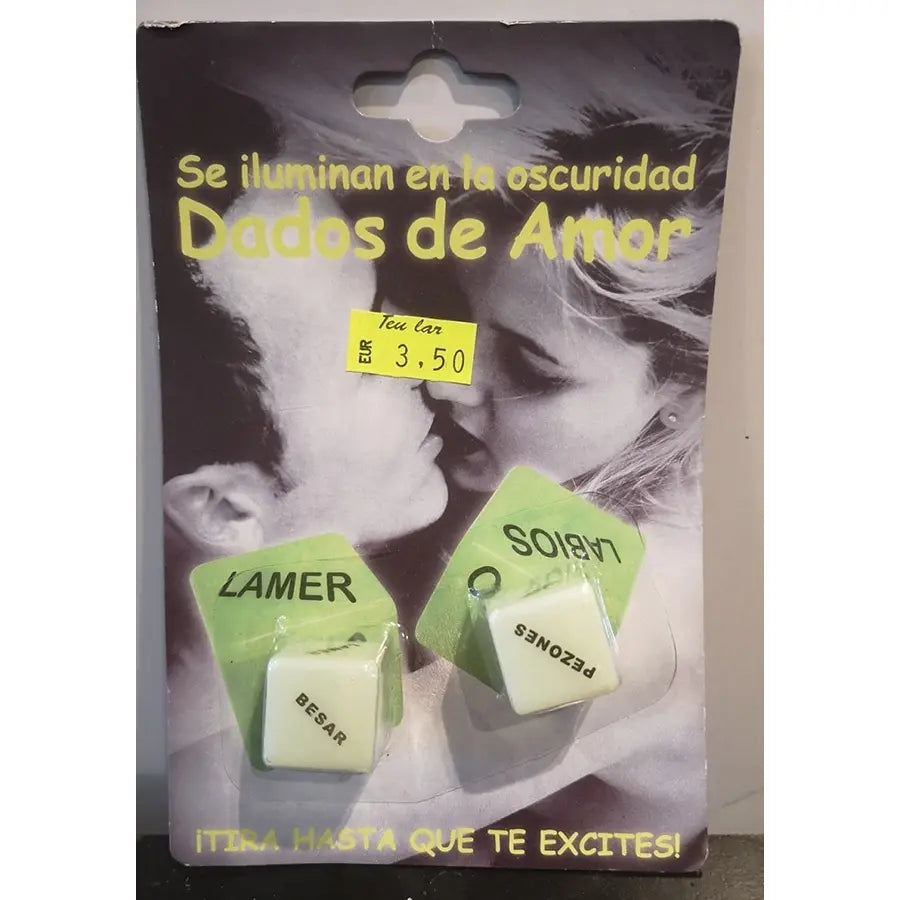 Se iluminan en la oscuridad
Dados de Amor
Teu lar
EUR 3,50
LABIOS
LAMER
PEZONES
BESAR
¡TIRA HASTA QUE TE EXCITES!